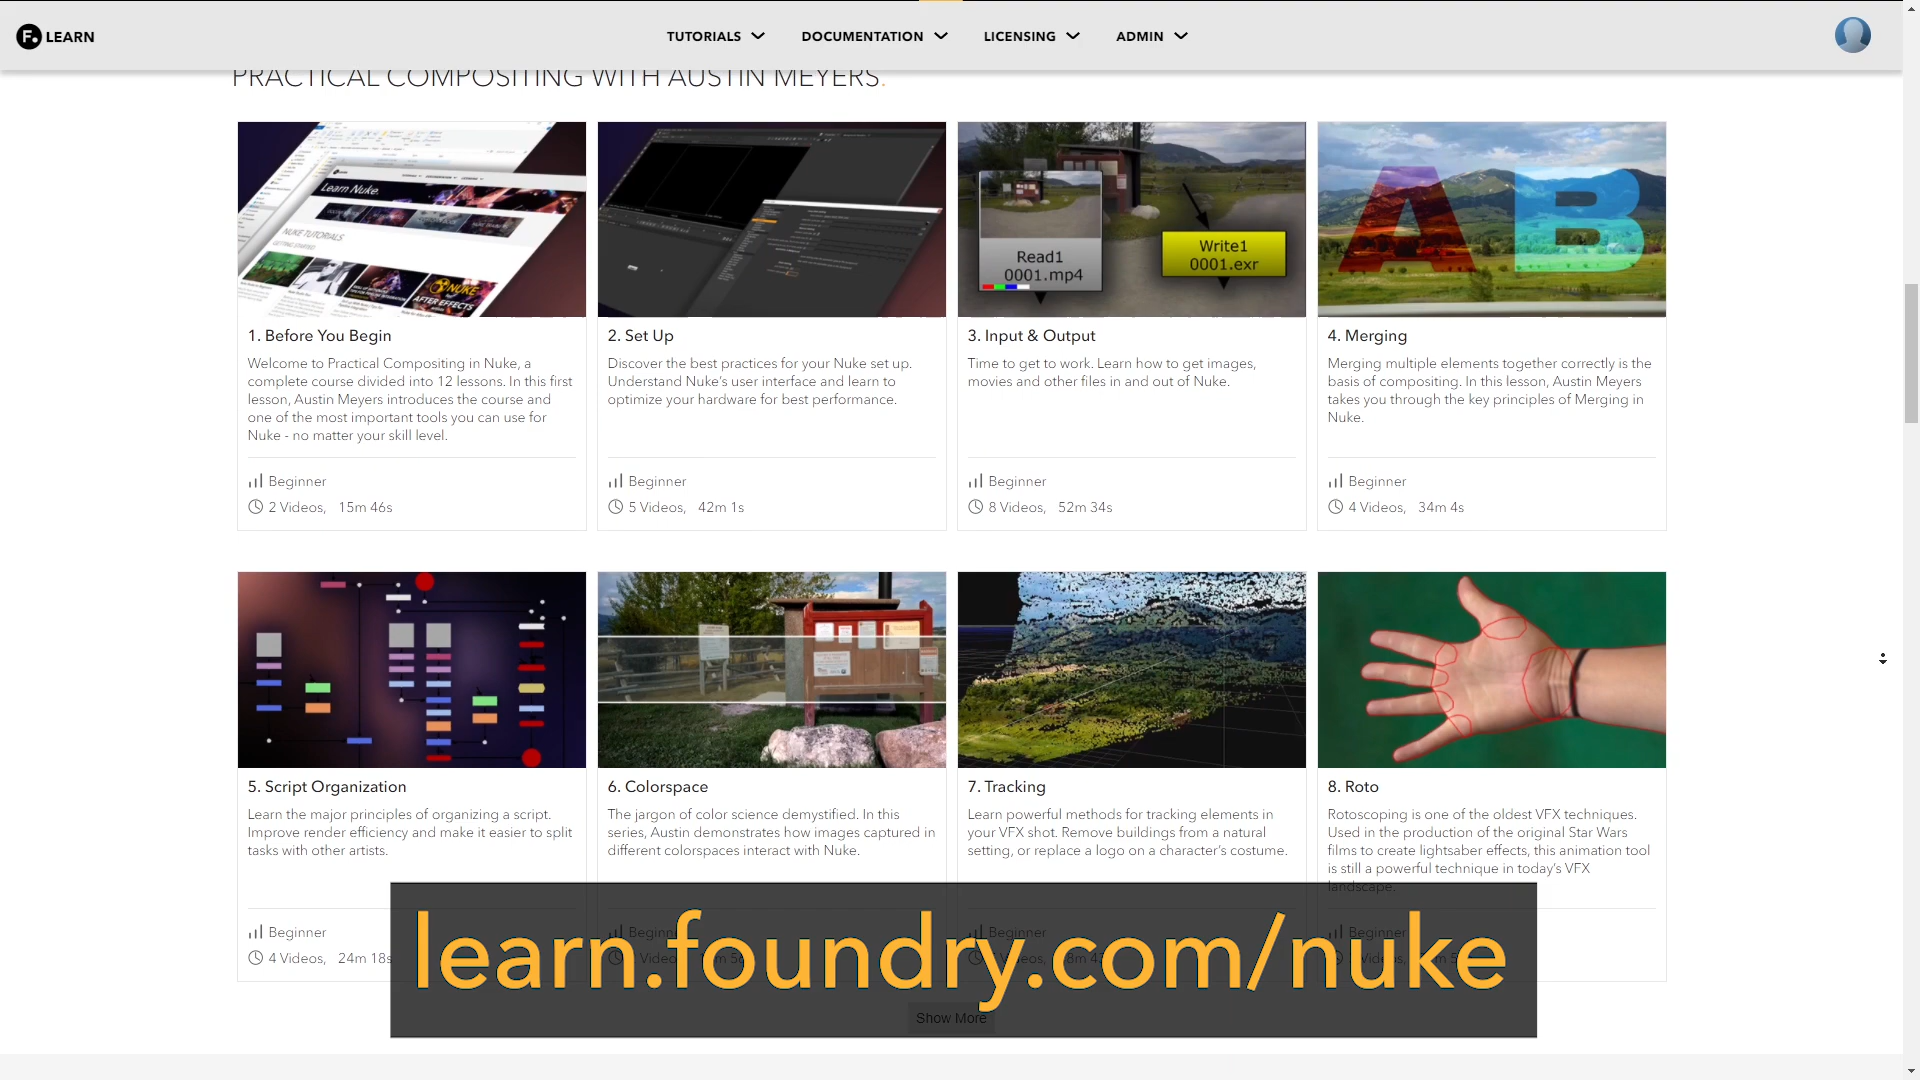 F. LEARN
TUTORIALS
DOCUMENTATION
LICENSING
ADMIN
PRACTICAL COMPOSITING WITH AUSTIN MEYERS.
Learn Nuke.
NUKE TUTORIALS
GETTING STARTED
NUKE
AFTER EFFECTS
Read1
0001.mp4
Write1
0001.exr
A B
1. Before You Begin
Welcome to Practical Compositing in Nuke, a
complete course divided into 12 lessons. In this first
lesson, Austin Meyers introduces the course and
one of the most important tools you can use for
Nuke - no matter your skill level.
Beginner
2 Videos, 15m 46s
2. Set Up
Discover the best practices for your Nuke set up.
Understand Nuke's user interface and learn to
optimize your hardware for best performance.
Beginner
5 Videos, 42m 1s
3. Input & Output
Time to get to work. Learn how to get images,
movies and other files in and out of Nuke.
Beginner
8 Videos, 52m 34s
4. Merging
Merging multiple elements together correctly is the
basis of compositing. In this lesson, Austin Meyers
takes you through the key principles of Merging in
Nuke.
Beginner
4 Videos, 34m 4s
5. Script Organization
Learn the major principles of organizing a script.
Improve render efficiency and make it easier to split
tasks with other artists.
Beginner
4 Videos, 24m 18s
6. Colorspace
The jargon of color science demystified. In this
series, Austin demonstrates how images captured in
different colorspaces interact with Nuke.
Beginner
7. Tracking
Learn powerful methods for tracking elements in
your VFX shot. Remove buildings from a natural
setting, or replace a logo on a character's costume.
Beginner
8. Roto
Rotoscoping is one of the oldest VFX techniques.
Used in the production of the original Star Wars
films to create lightsaber effects, this animation tool
is still a powerful technique in today's VFX
landscape.
Beginner
learn.foundry.com/nuke
Show More